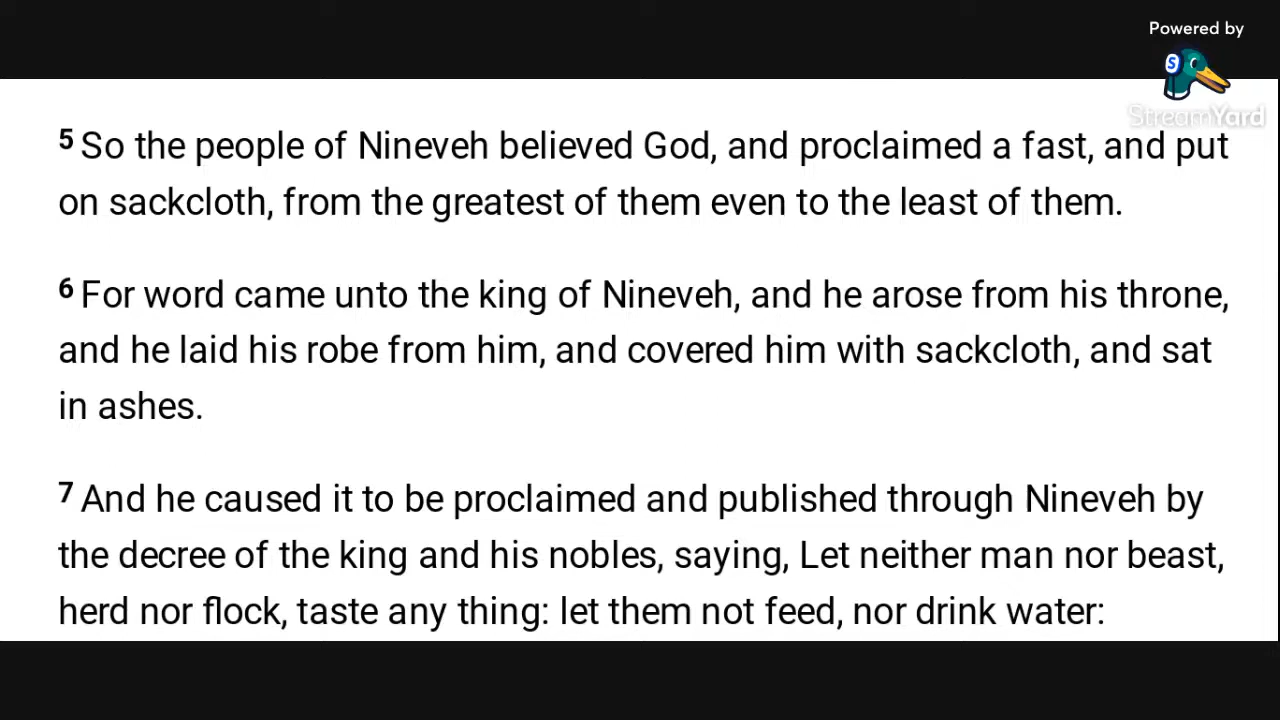 Powered by
S
StreamYard
5 So the people of Nineveh believed God, and proclaimed a fast, and put
on sackcloth, from the greatest of them even to the least of them.
6 For word came unto the king of Nineveh, and he arose from his throne,
and he laid his robe from him, and covered him with sackcloth, and sat
in ashes.
7 And he caused it to be proclaimed and published through Nineveh by
the decree of the king and his nobles, saying, Let neither man nor beast,
herd nor flock, taste any thing: let them not feed, nor drink water: